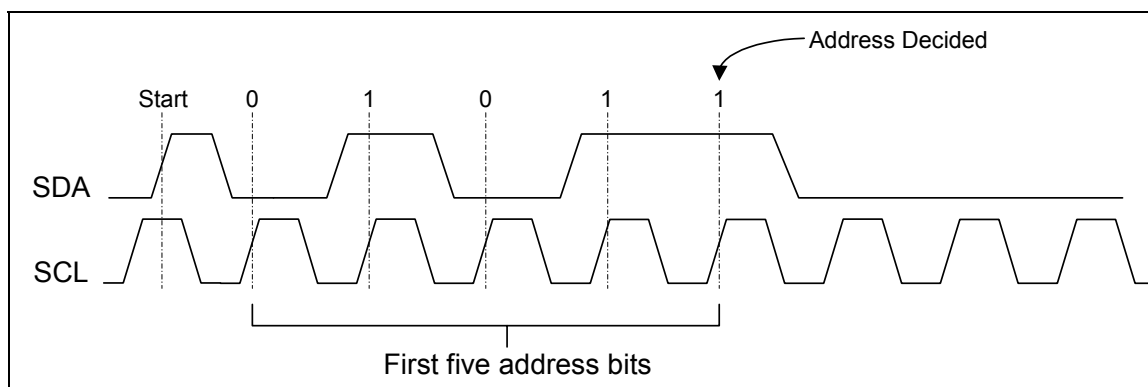 Address Decided
Start 0 1 0 1 1
SDA
SCL
First five address bits